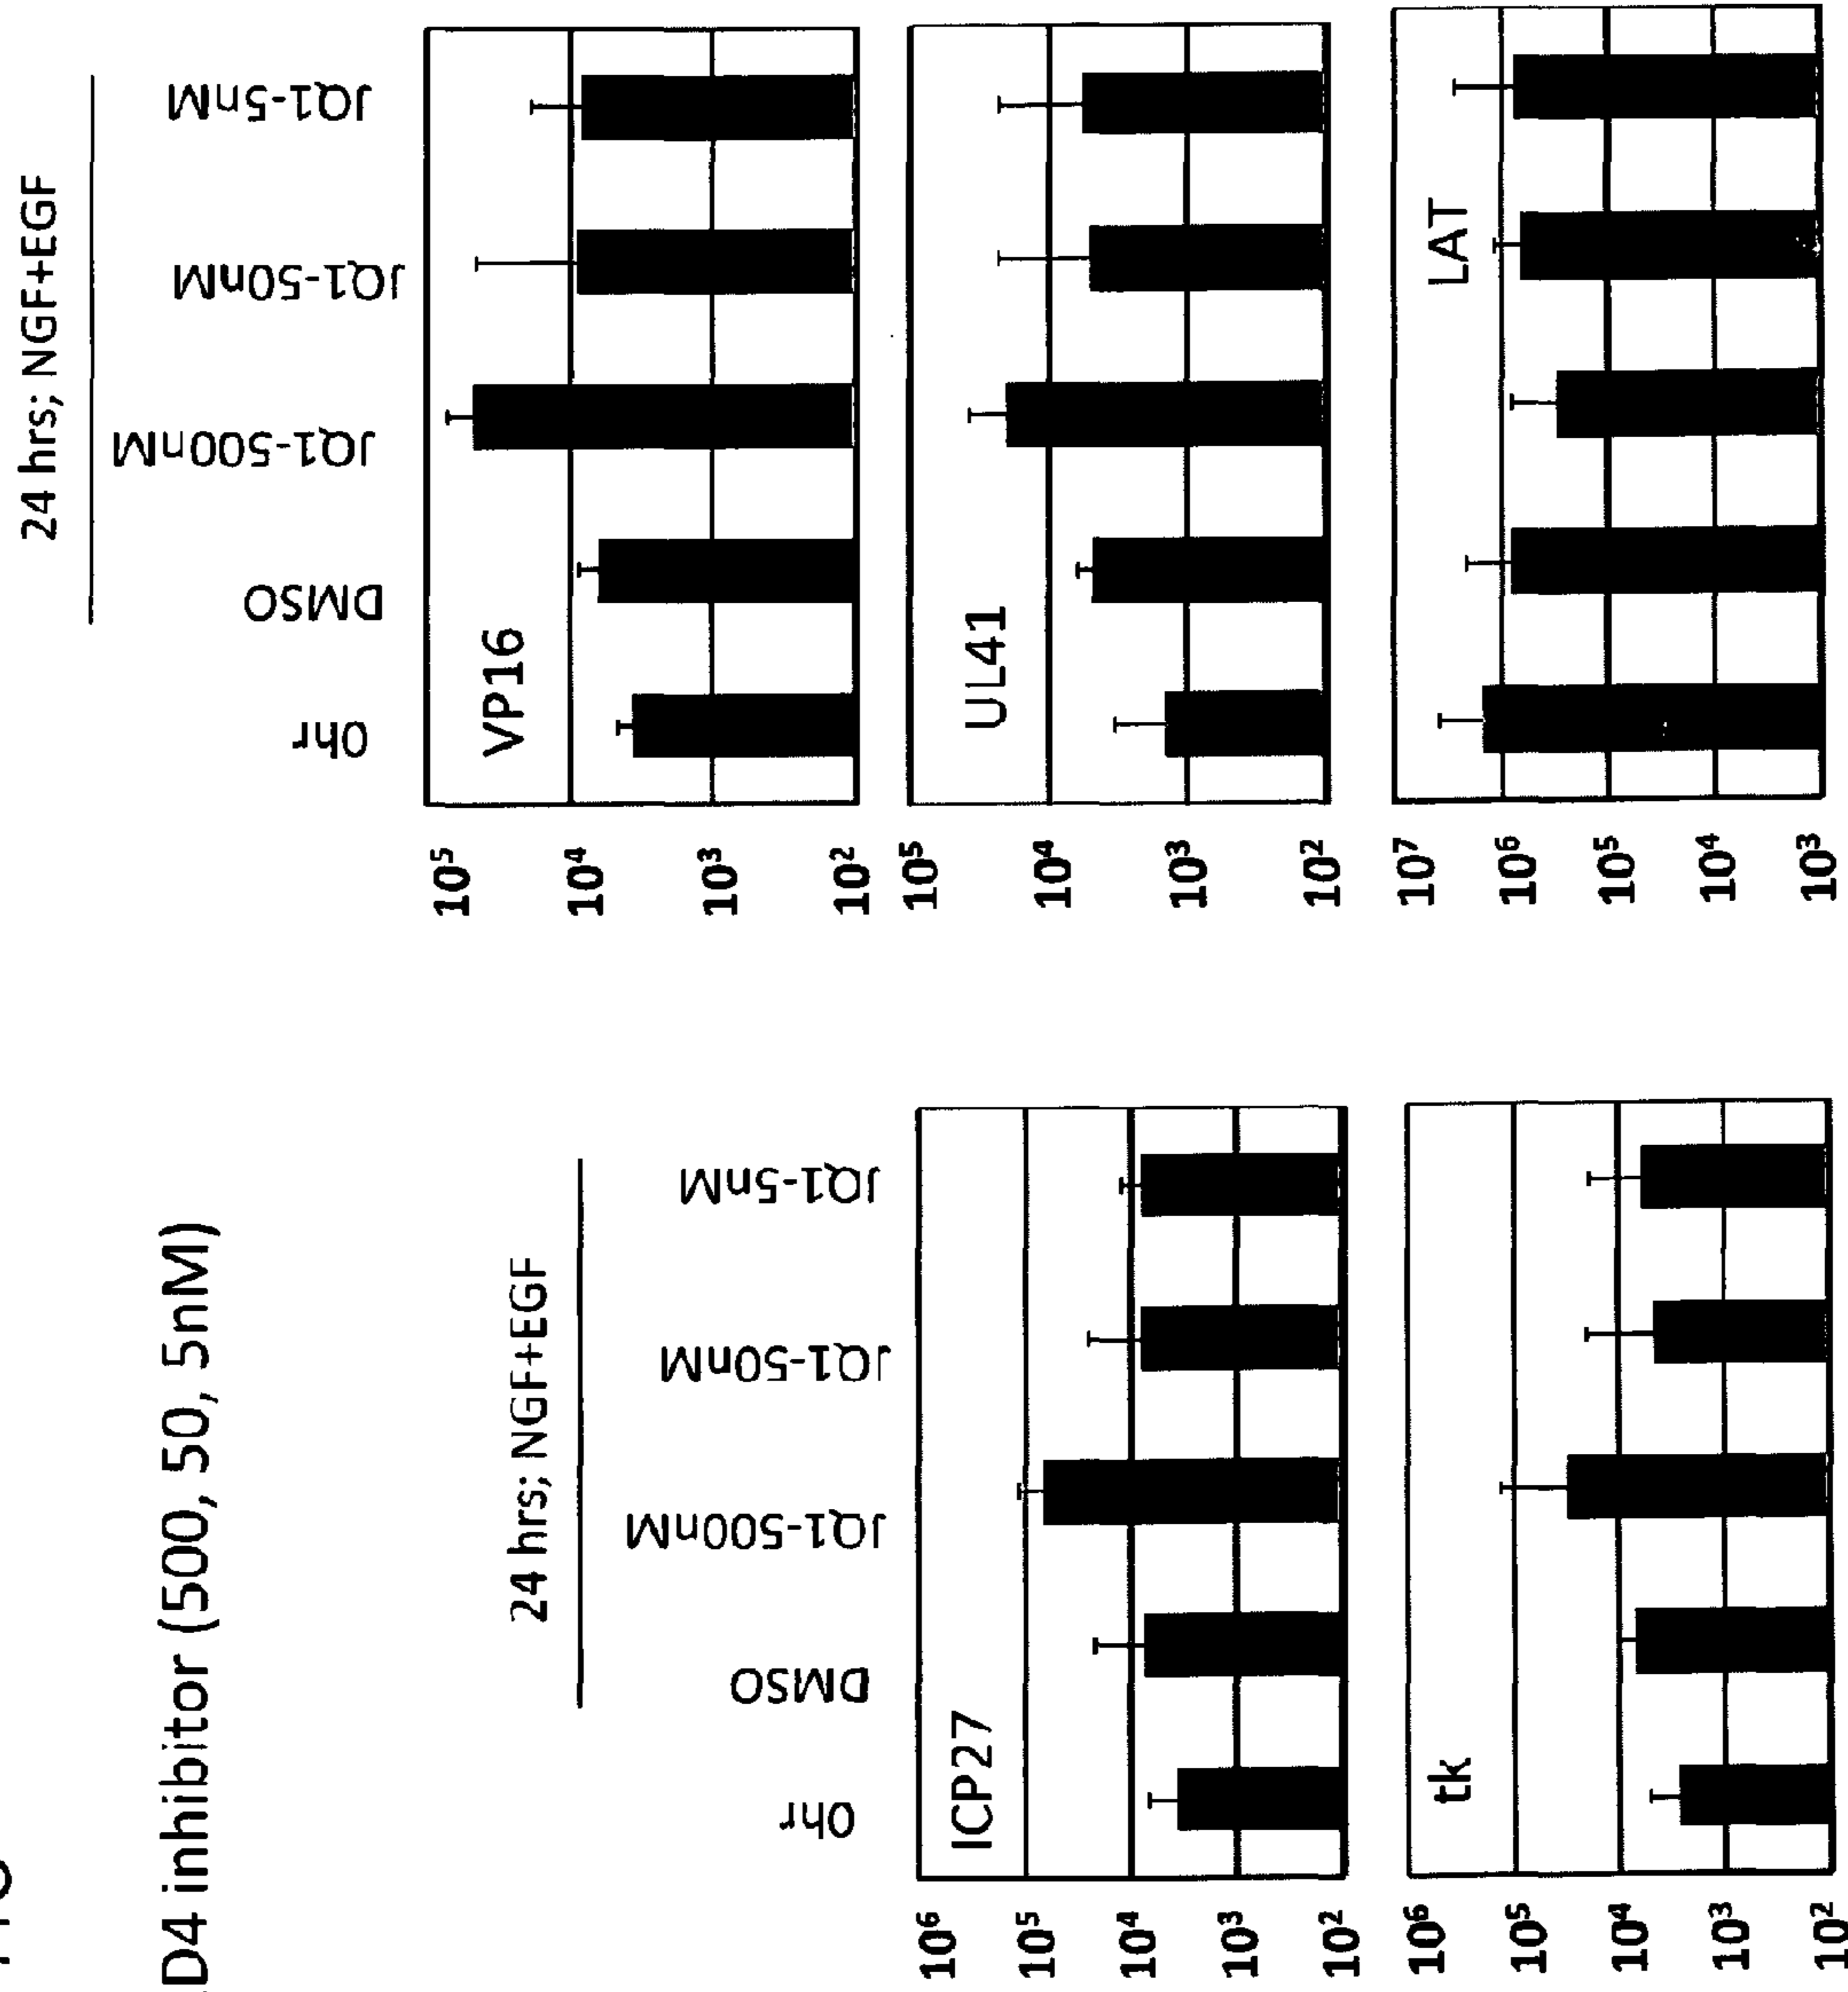 D4 inhibitor (500, 50, 5nM)
24 hrs; NGF+EGF
0hr
DMSO
JQ1-500nM
JQ1-50nM
JQ1-5nM
ICP27
10⁶
10⁵
10⁴
10³
10²
tk
10⁶
10⁵
10⁴
10³
10²
24 hrs; NGF+EGF
0hr
DMSO
JQ1-500nM
JQ1-50nM
JQ1-5nM
VP16
10⁵
10⁴
10³
10²
UL41
10⁵
10⁴
10³
10²
LAT
10⁷
10⁶
10⁵
10⁴
10³